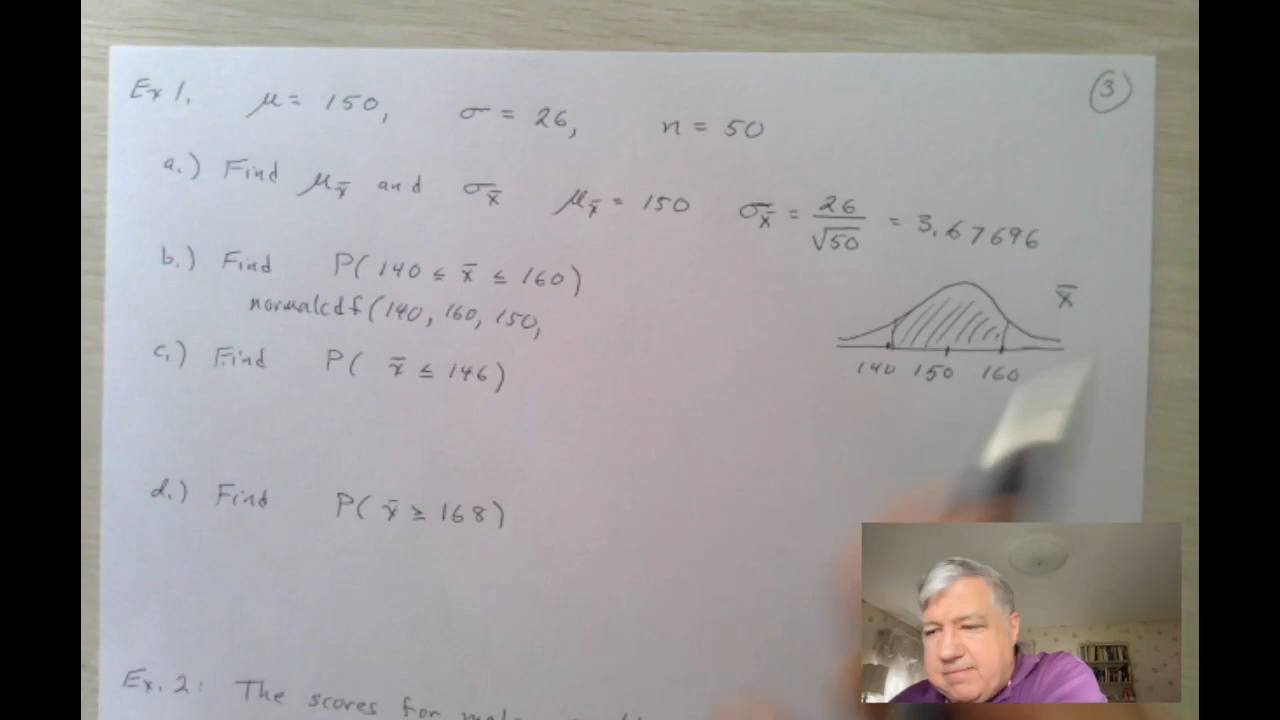 3
Ex 1. μ = 150, σ = 26, n = 50
a.) Find μx̄ and σx̄ μx̄ = 150 σx̄ = 26/√50 = 3.67696
b.) Find P(140 ≤ x̄ ≤ 160)
normalcdf(140, 160, 150,
x̄
140 150 160
c.) Find P( x̄ ≤ 146)
d.) Find P( x̄ ≥ 168)
Ex. 2: The scores for